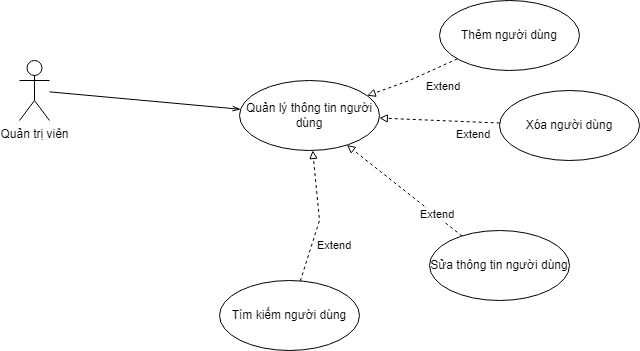 Thêm người dùng
Extend
Quản lý thông tin người
dùng
Quản trị viên
Extend
Xóa người dùng
Extend
Sửa thông tin người dùng
Extend
Tìm kiếm người dùng